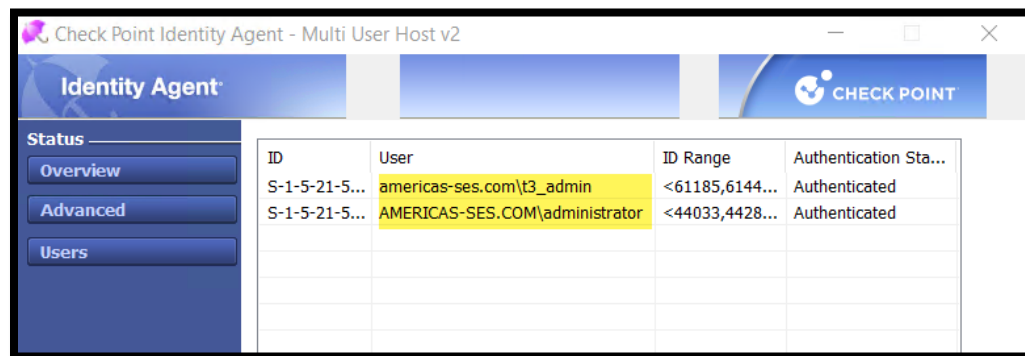 Check Point Identity Agent - Multi User Host v2
Identity Agent
CHECK POINT
Status
Overview
Advanced
Users
ID User ID Range Authentication Sta...
S-1-5-21-5... americas-ses.com\t3_admin <61185,6144... Authenticated
S-1-5-21-5... AMERICAS-SES.COM\administrator <44033,4428... Authenticated